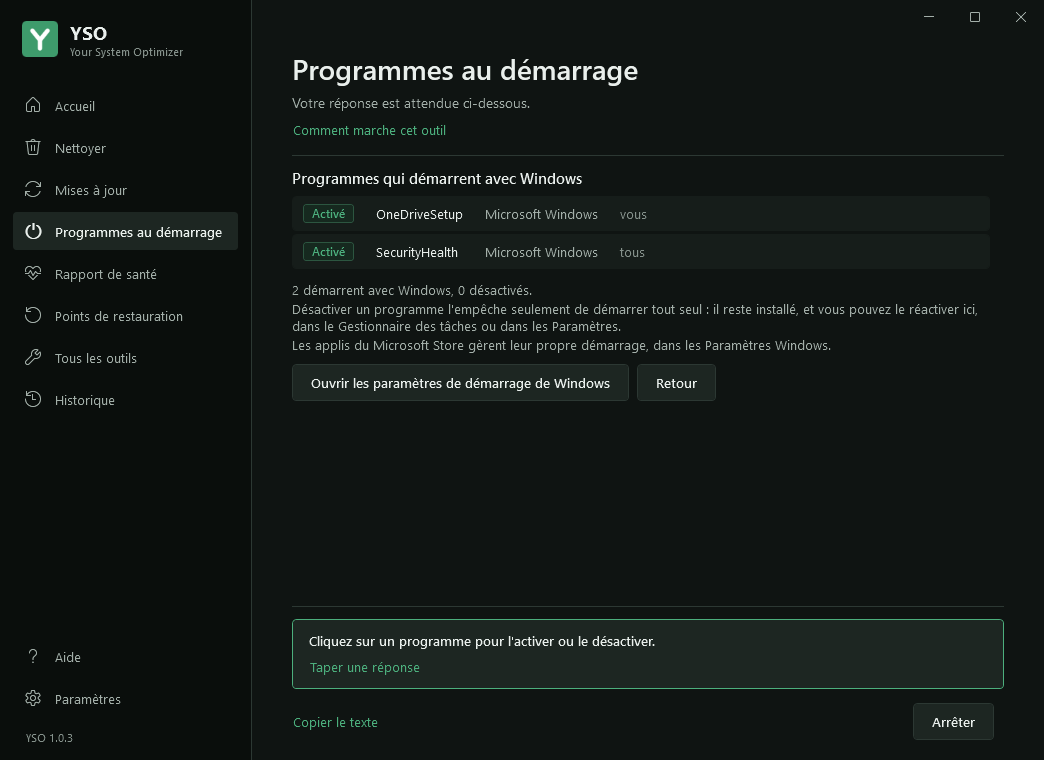 YSO
Your System Optimizer
Accueil
Nettoyer
Mises à jour
Programmes au démarrage
Rapport de santé
Points de restauration
Tous les outils
Historique
Aide
Paramètres
YSO 1.0.3
Programmes au démarrage
Votre réponse est attendue ci-dessous.
Comment marche cet outil
Programmes qui démarrent avec Windows
Activé OneDriveSetup Microsoft Windows vous
Activé SecurityHealth Microsoft Windows tous
2 démarrent avec Windows, 0 désactivés.
Désactiver un programme l'empêche seulement de démarrer tout seul : il reste installé, et vous pouvez le réactiver ici,
dans le Gestionnaire des tâches ou dans les Paramètres.
Les applis du Microsoft Store gèrent leur propre démarrage, dans les Paramètres Windows.
Ouvrir les paramètres de démarrage de Windows Retour
Cliquez sur un programme pour l'activer ou le désactiver.
Taper une réponse
Copier le texte Arrêter